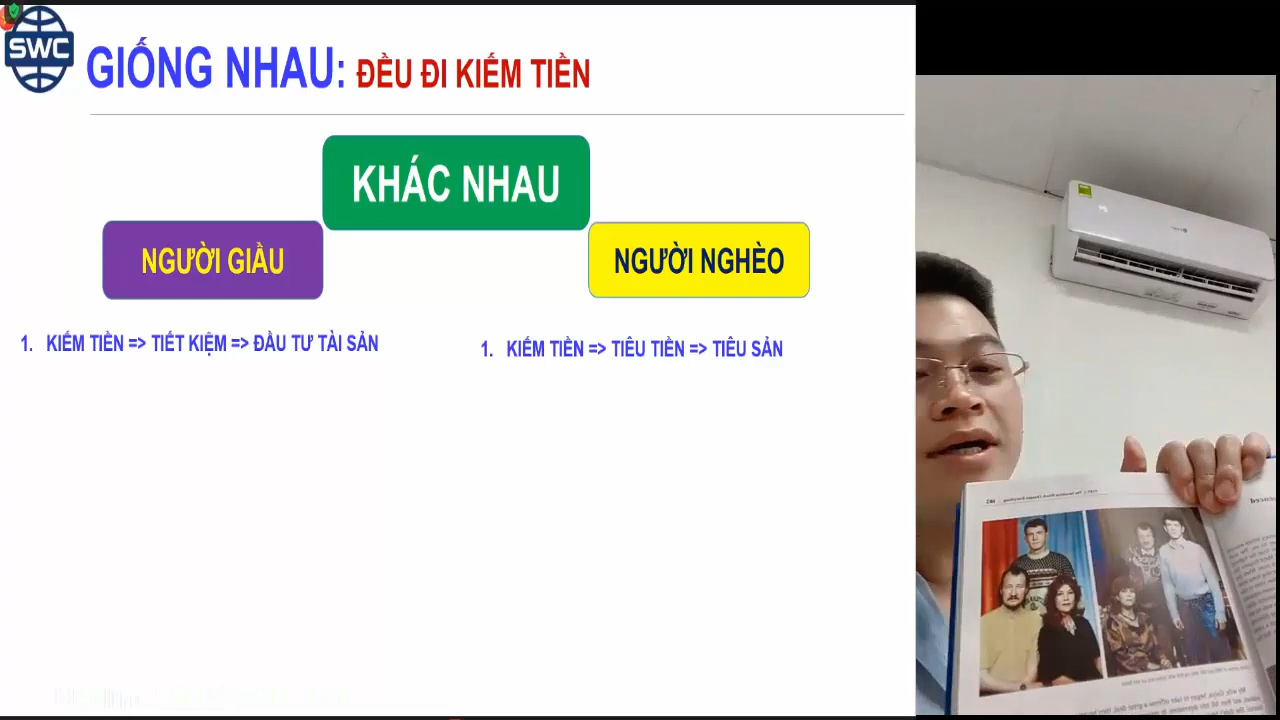 SWC
GIỐNG NHAU: ĐỀU ĐI KIẾM TIỀN
KHÁC NHAU
NGƯỜI GIẦU
NGƯỜI NGHÈO
1. KIẾM TIỀN => TIẾT KIỆM => ĐẦU TƯ TÀI SẢN
1. KIẾM TIỀN => TIÊU TIỀN => TIÊU SẢN